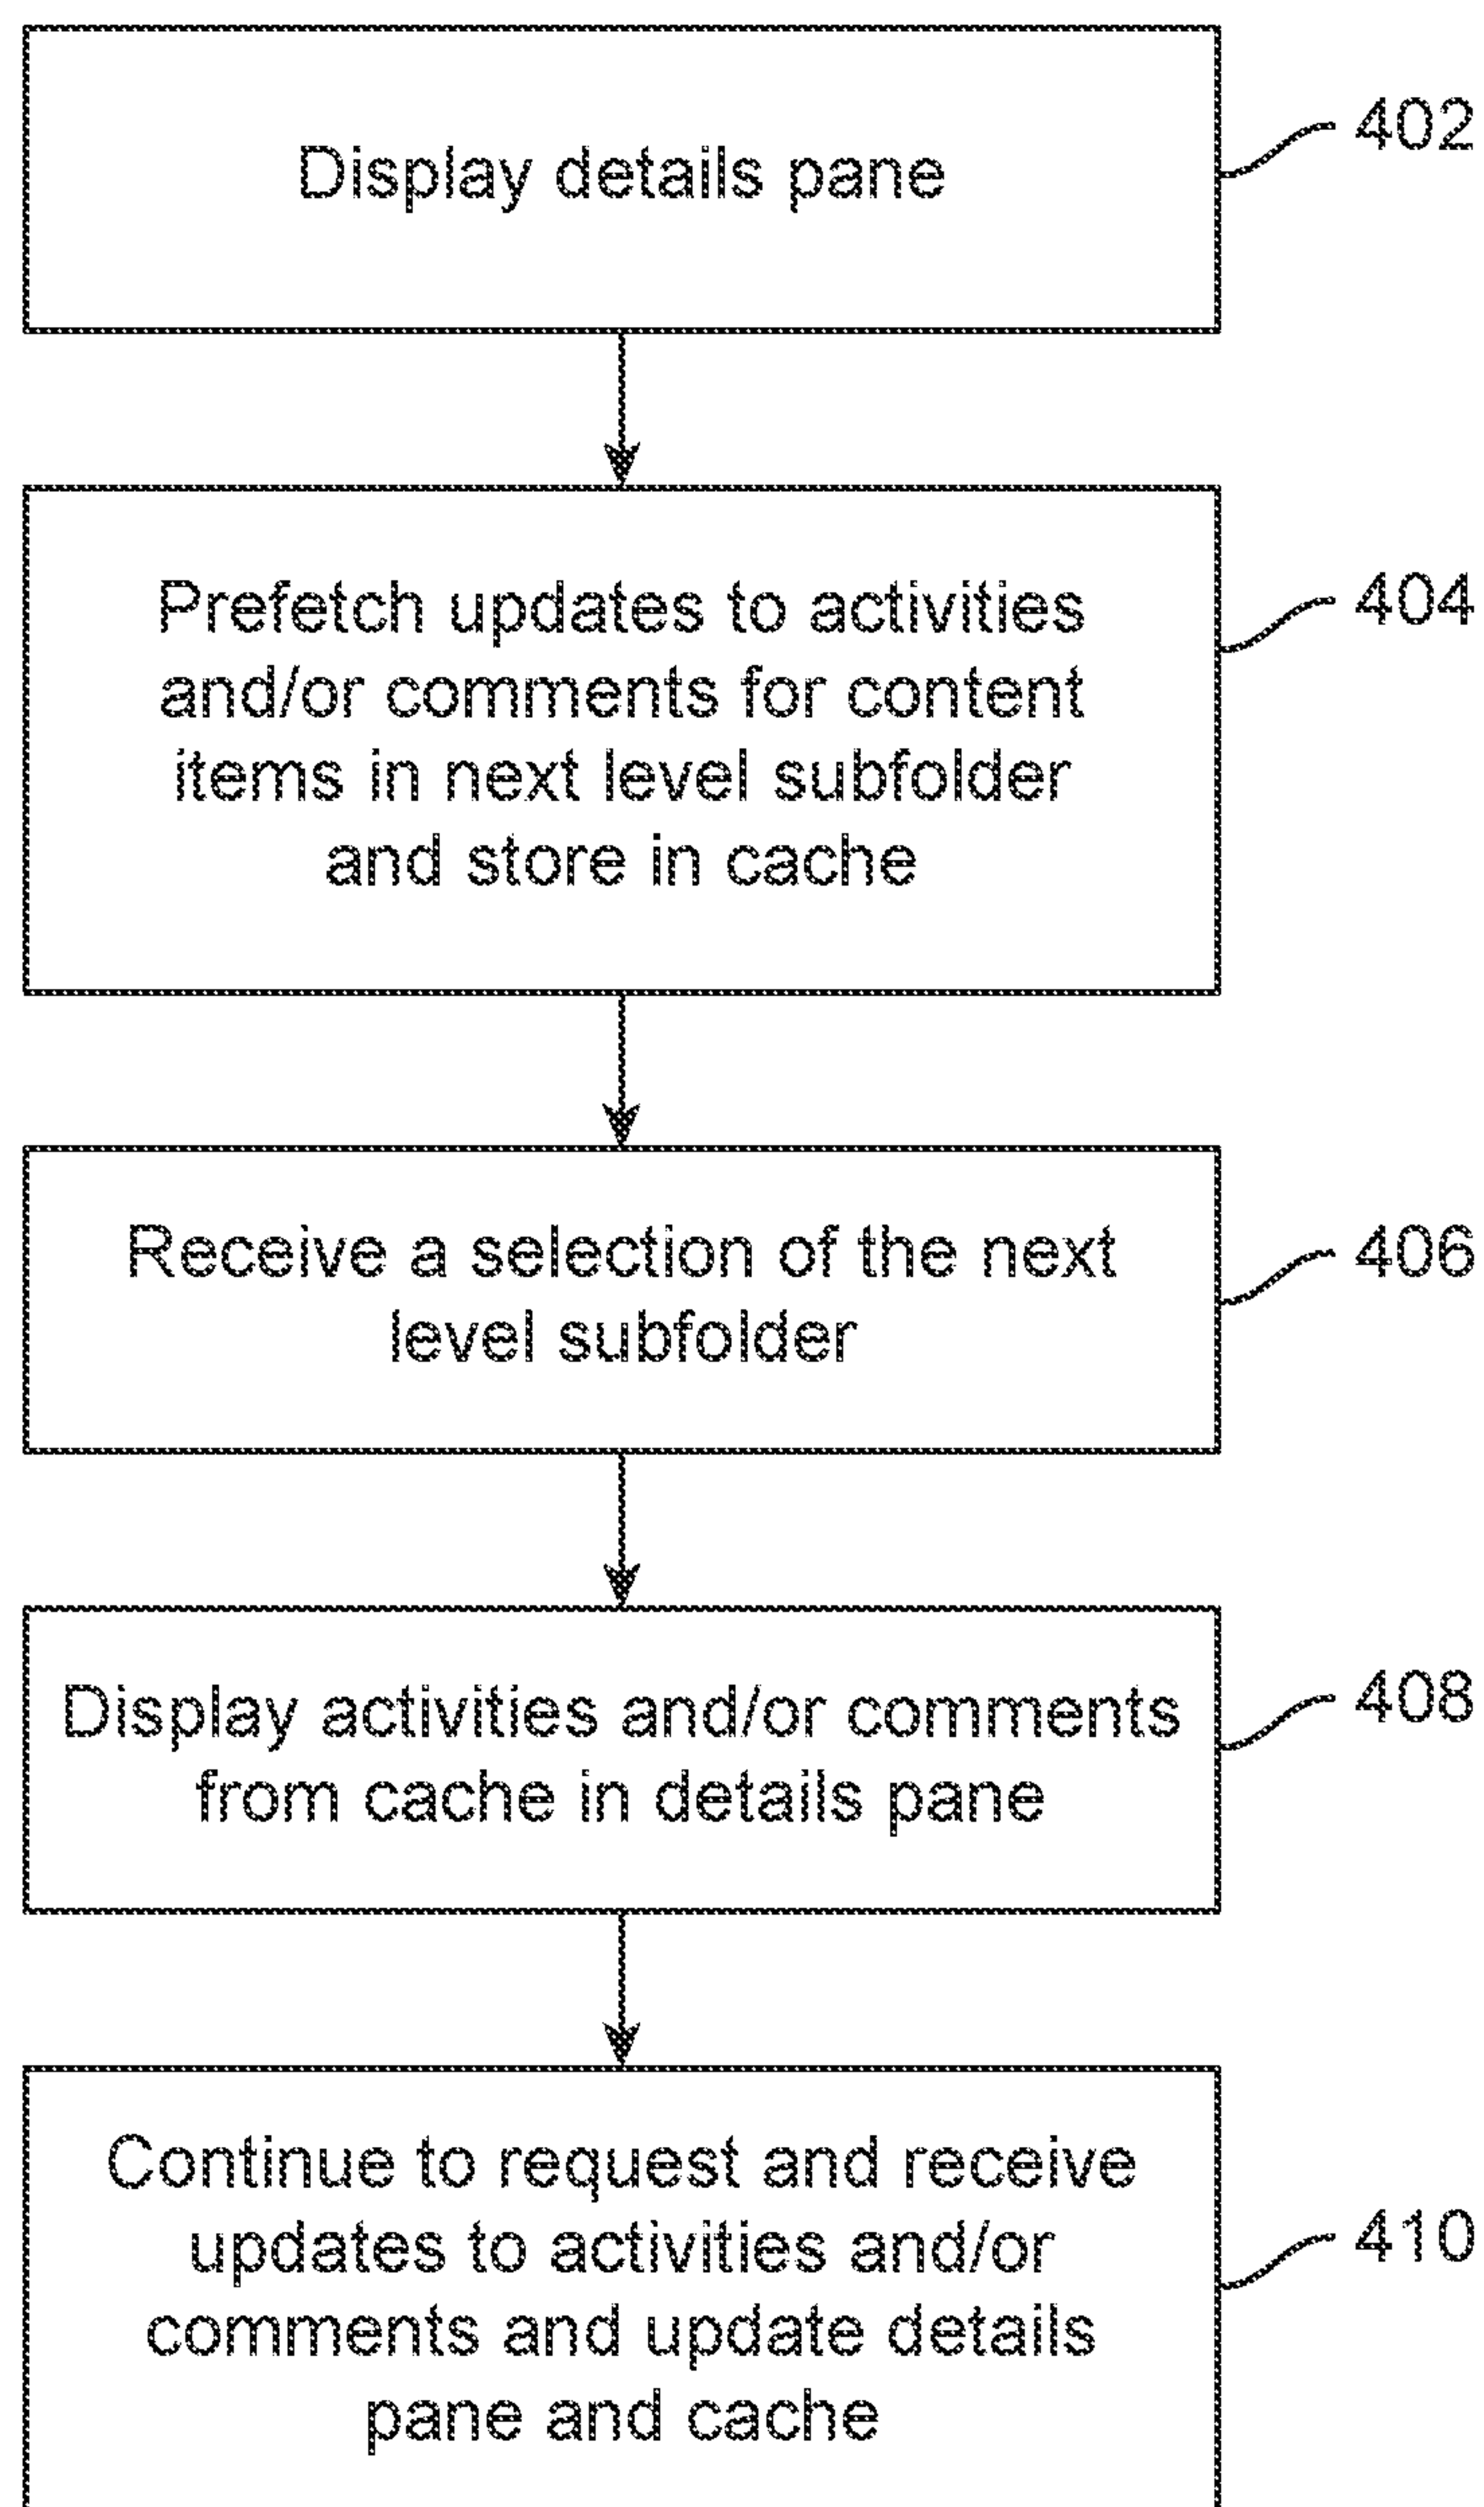 Display details pane
402
Prefetch updates to activities
and/or comments for content
items in next level subfolder
and store in cache
404
Receive a selection of the next
level subfolder
406
Display activities and/or comments
from cache in details pane
408
Continue to request and receive
updates to activities and/or
comments and update details
pane and cache
410